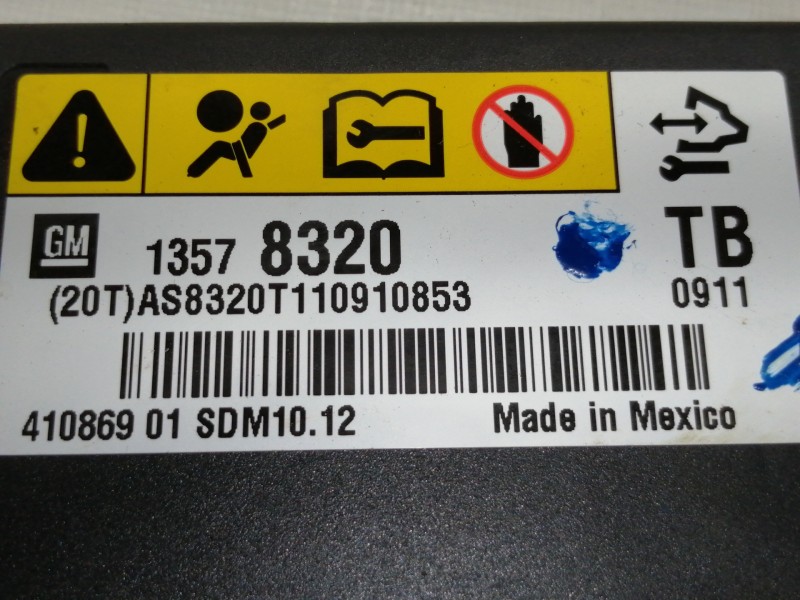 GM 1357 8320 TB
(20T)AS8320T110910853 0911
410869 01 SDM10.12 Made in Mexico